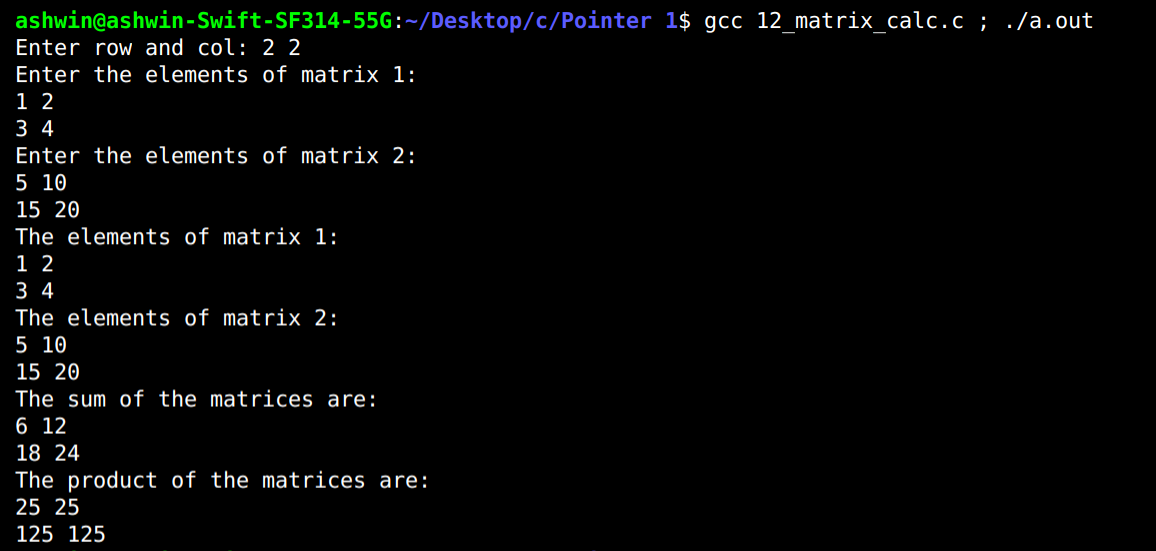 ashwin@ashwin-Swift-SF314-55G:~/Desktop/c/Pointer 1$ gcc 12_matrix_calc.c ; ./a.out
Enter row and col: 2 2
Enter the elements of matrix 1:
1 2
3 4
Enter the elements of matrix 2:
5 10
15 20
The elements of matrix 1:
1 2
3 4
The elements of matrix 2:
5 10
15 20
The sum of the matrices are:
6 12
18 24
The product of the matrices are:
25 25
125 125